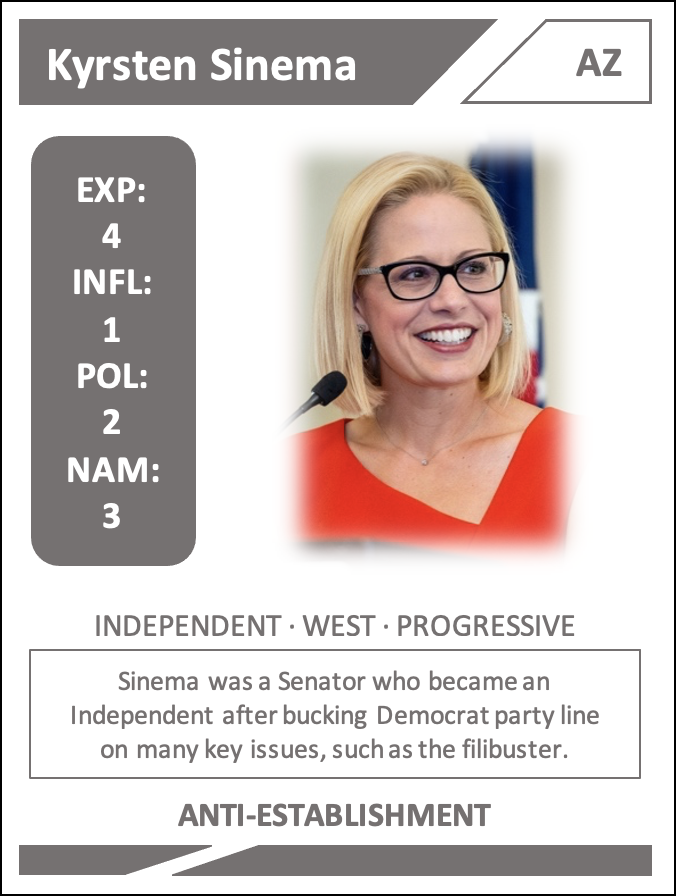 Kyrsten Sinema
AZ
EXP:
4
INFL:
1
POL:
2
NAM:
3
INDEPENDENT · WEST · PROGRESSIVE
Sinema was a Senator who became an
Independent after bucking Democrat party line
on many key issues, such as the filibuster.
ANTI-ESTABLISHMENT